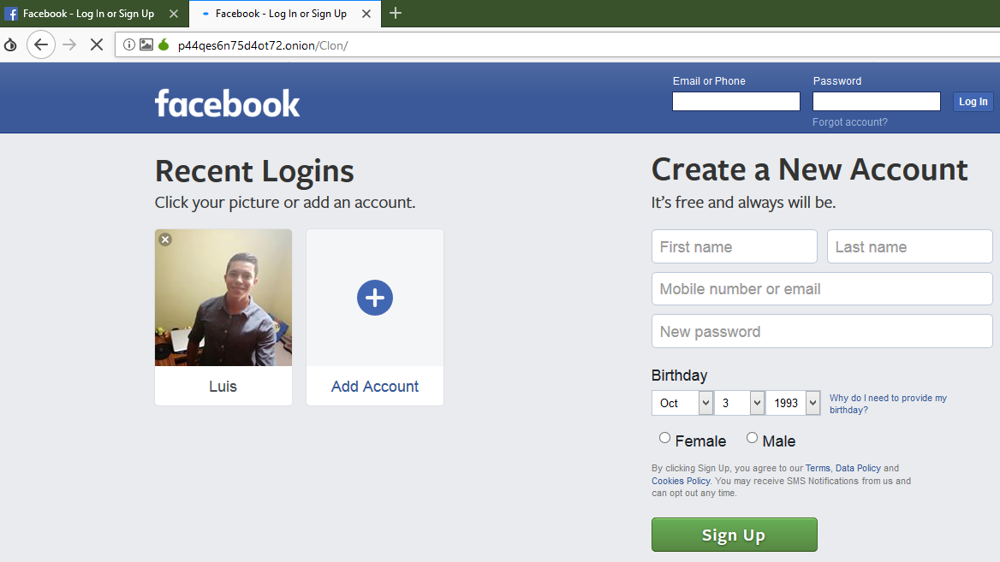 Facebook - Log In or Sign Up
Facebook - Log In or Sign Up
p44qes6n75d4ot72.onion/Clon/
facebook
Email or Phone
Password
Log In
Forgot account?
Recent Logins
Click your picture or add an account.
Luis
Add Account
Create a New Account
It's free and always will be.
First name
Last name
Mobile number or email
New password
Birthday
Oct 3 1993
Why do I need to provide my
birthday?
Female Male
By clicking Sign Up, you agree to our Terms, Data Policy and
Cookies Policy. You may receive SMS Notifications from us and
can opt out any time.
Sign Up